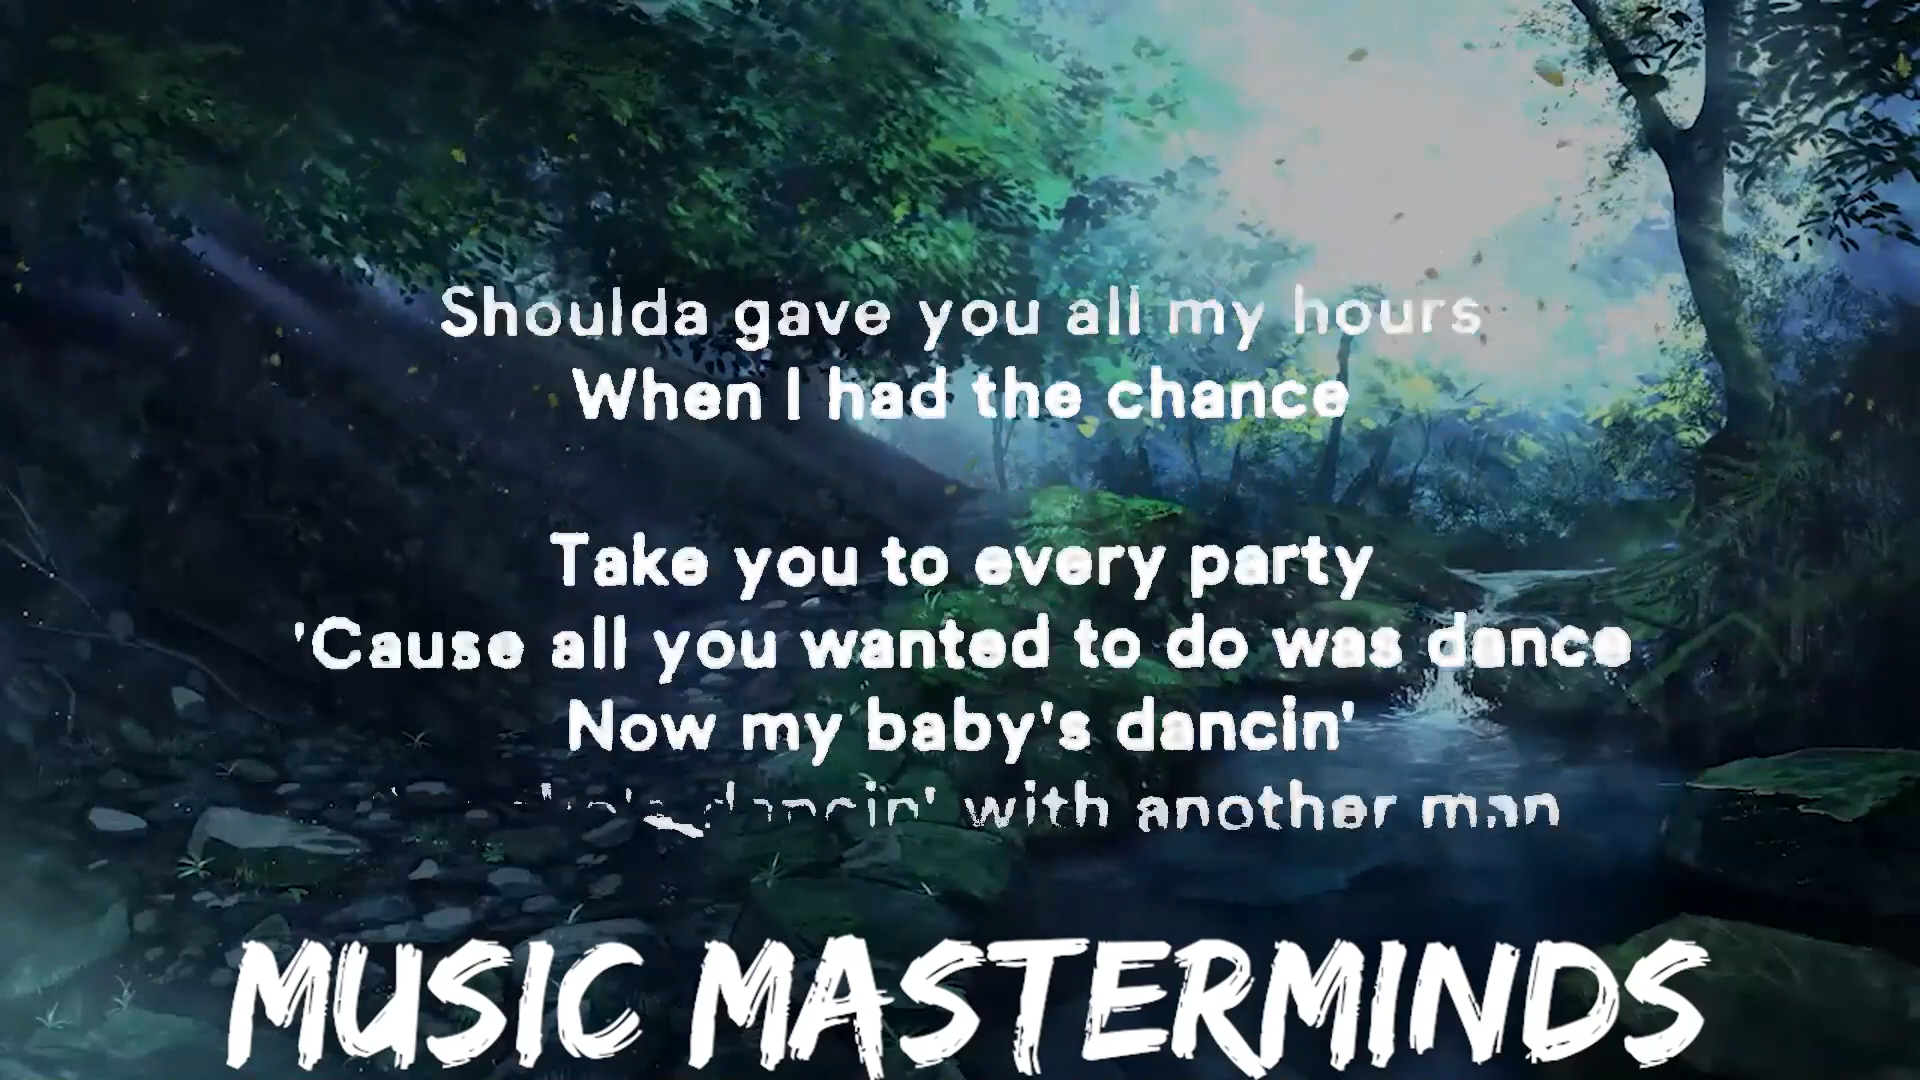 Shoulda gave you all my hours
When I had the chance
Take you to every party
'Cause all you wanted to do was dance
Now my baby's dancin'
dancin' with another man
MUSIC MASTERMINDS